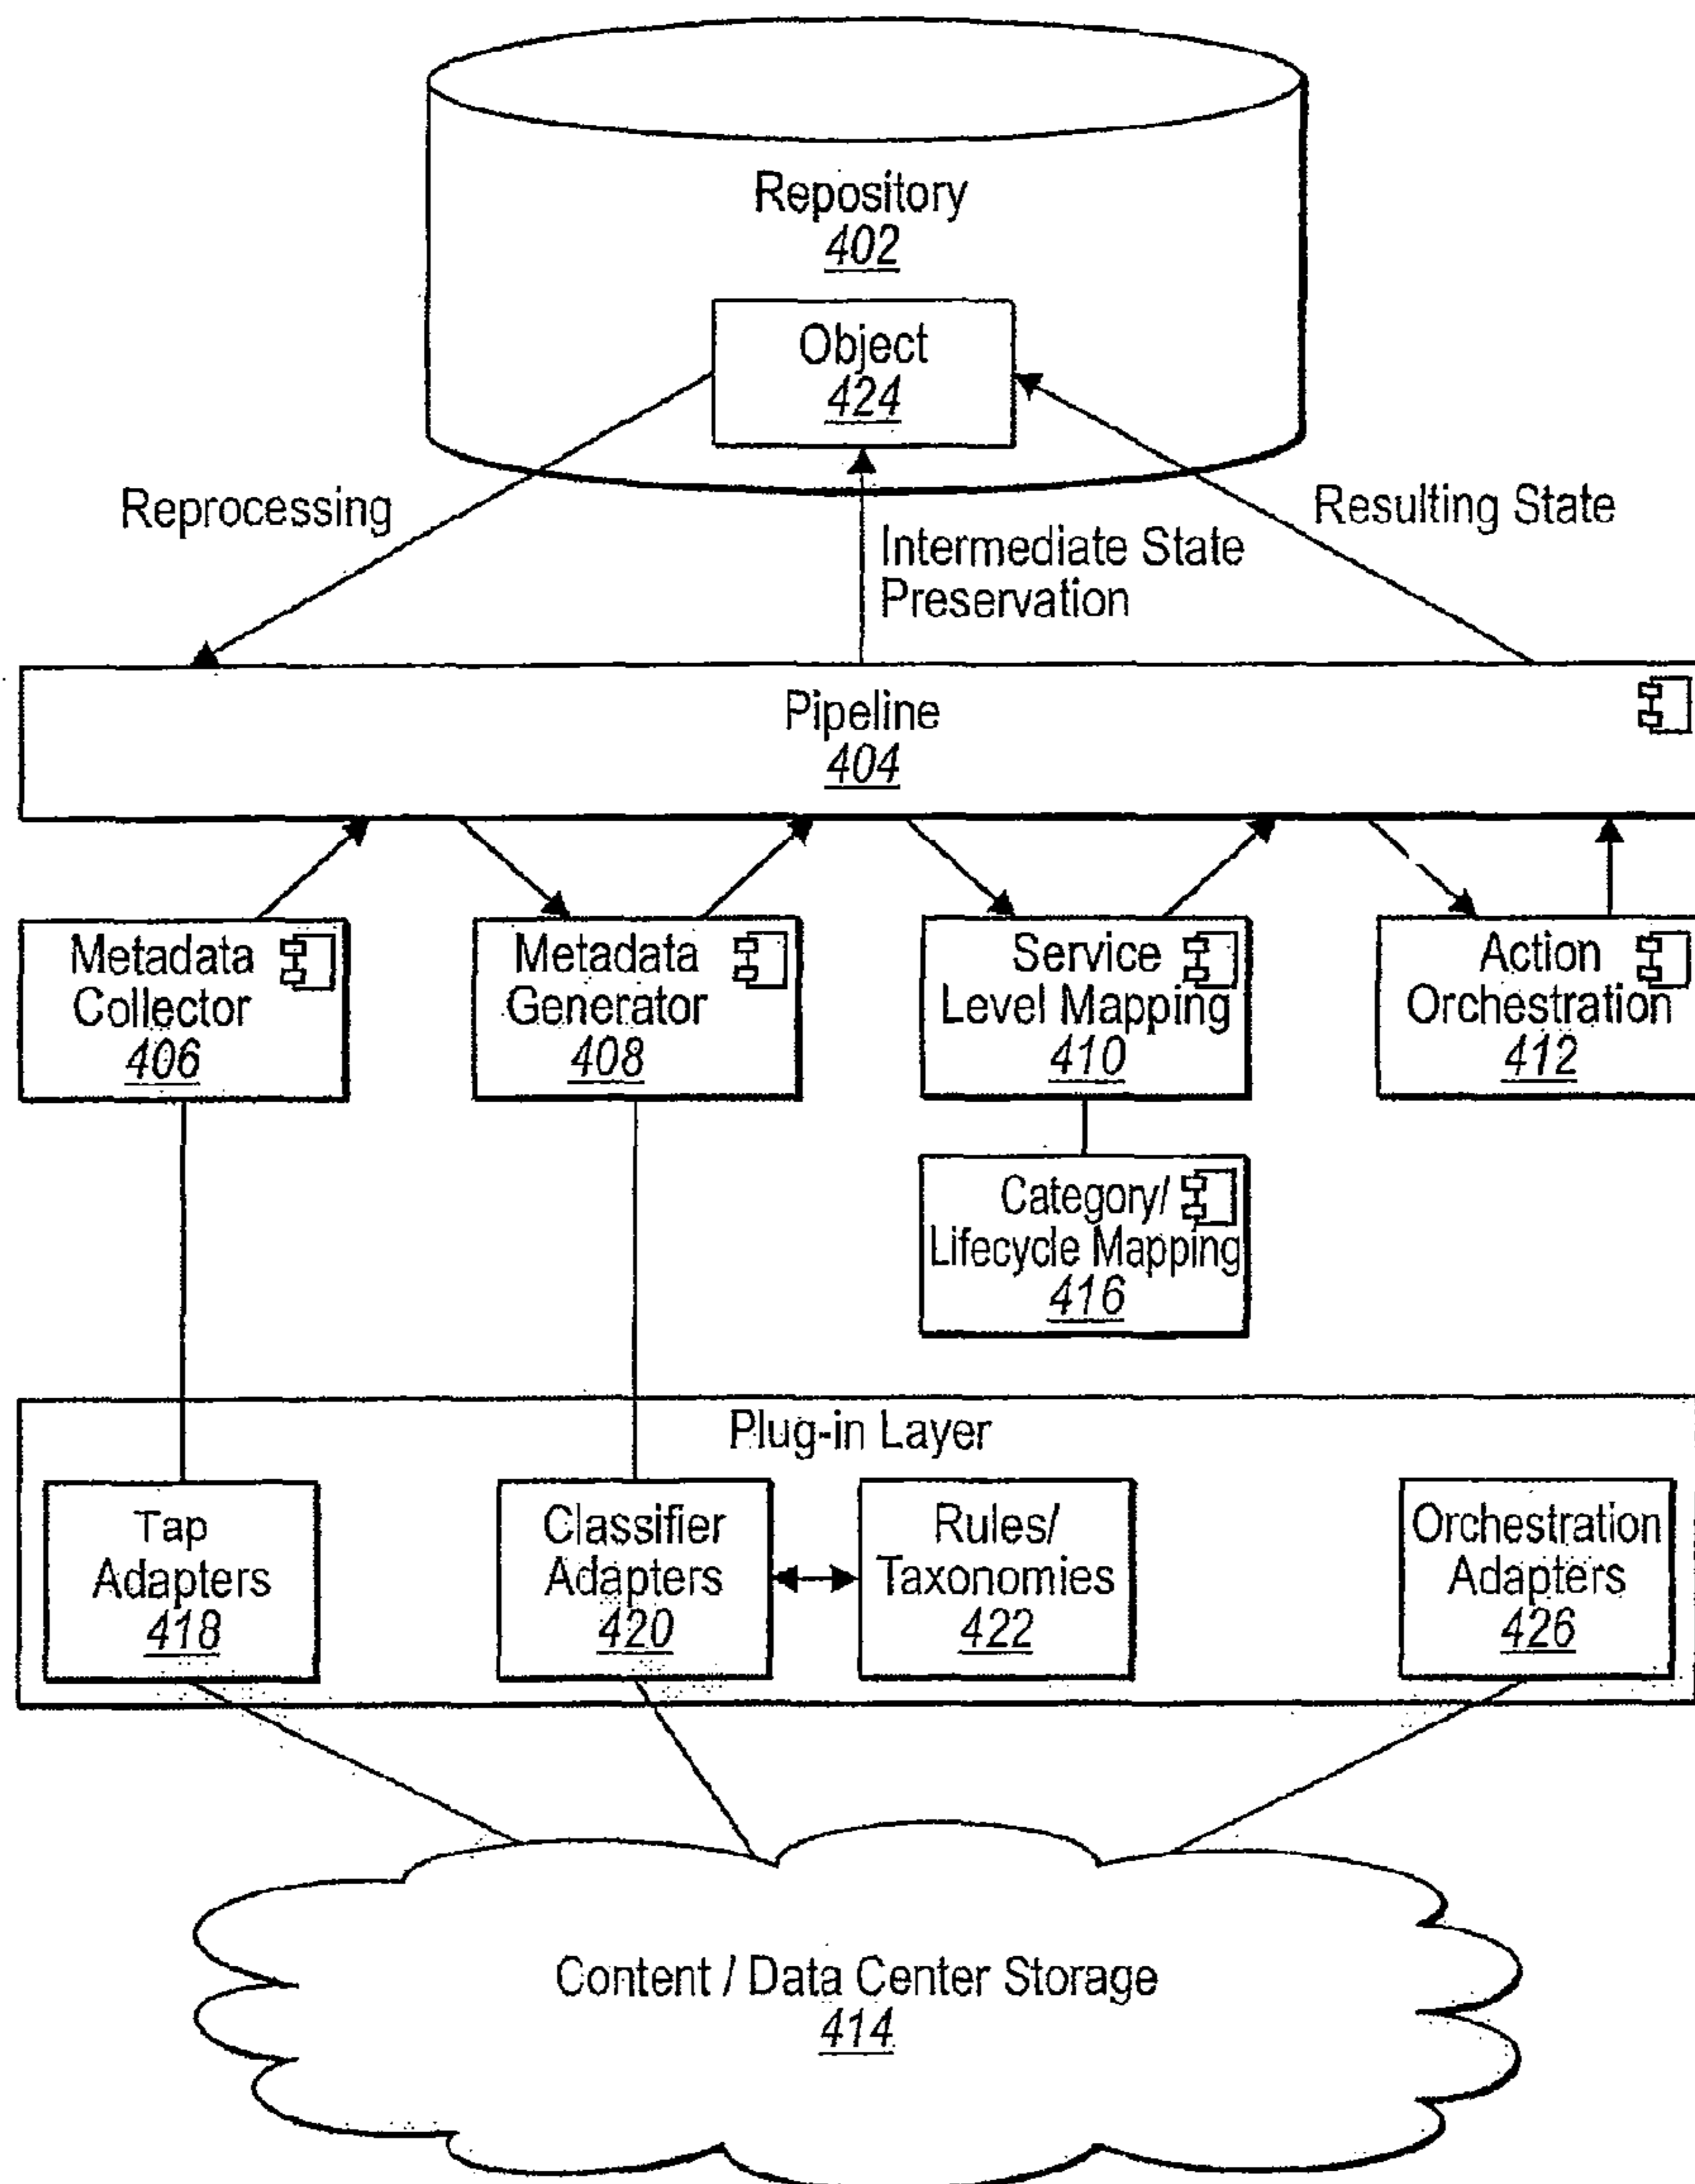 Repository
402
Object
424
Reprocessing
Resulting State
Intermediate State
Preservation
Pipeline
404
Metadata
Collector
406
Metadata
Generator
408
Service
Level Mapping
410
Action
Orchestration
412
Category/
Lifecycle Mapping
416
Plug-in Layer
Tap
Adapters
418
Classifier
Adapters
420
Rules/
Taxonomies
422
Orchestration
Adapters
426
Content / Data Center Storage
414